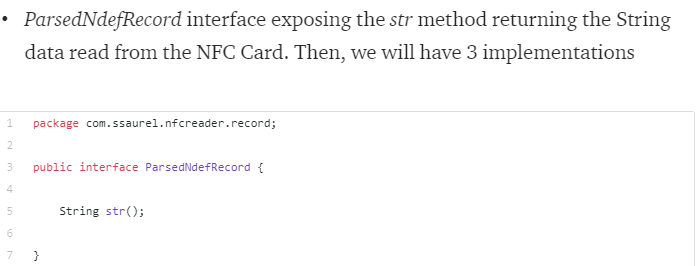 • ParsedNdefRecord interface exposing the str method returning the String
data read from the NFC Card. Then, we will have 3 implementations
1 package com.ssaurel.nfcreader.record;
2
3 public interface ParsedNdefRecord {
4
5     String str();
6
7 }